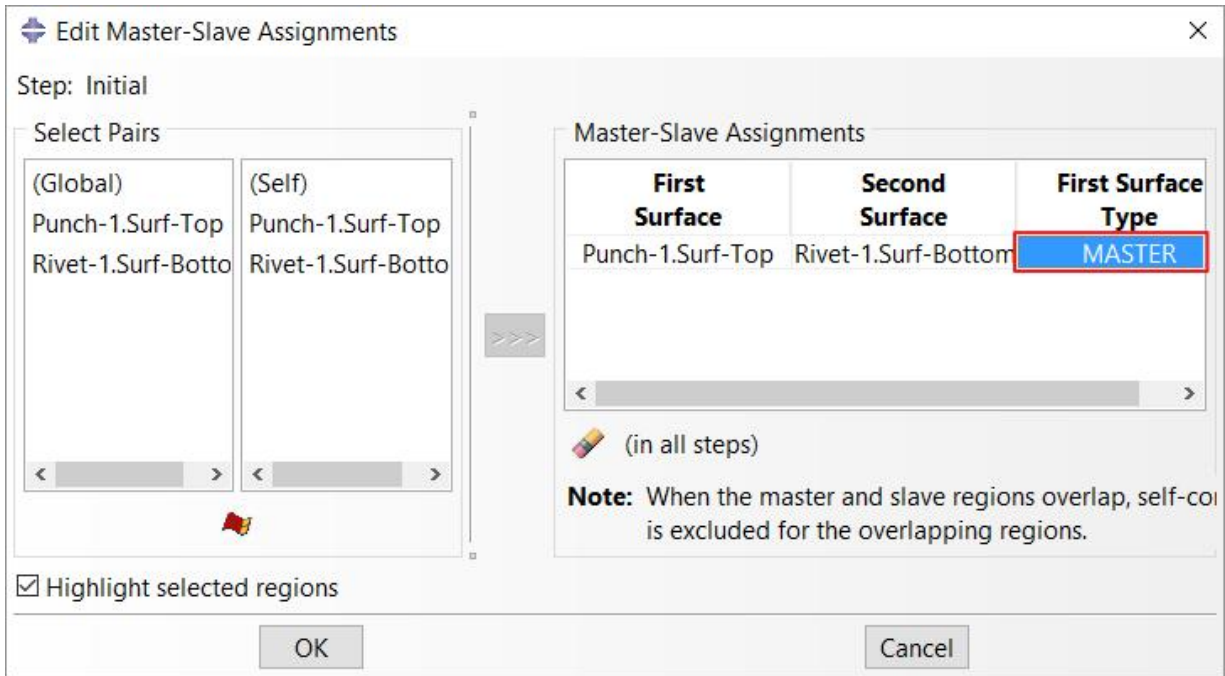 Edit Master-Slave Assignments
Step: Initial
Select Pairs
(Global)
Punch-1.Surf-Top
Rivet-1.Surf-Botto
(Self)
Punch-1.Surf-Top
Rivet-1.Surf-Botto
>>>
Master-Slave Assignments
First Surface
Second Surface
First Surface Type
Punch-1.Surf-Top Rivet-1.Surf-Bottom MASTER
(in all steps)
Note: When the master and slave regions overlap, self-co
is excluded for the overlapping regions.
Highlight selected regions
OK
Cancel